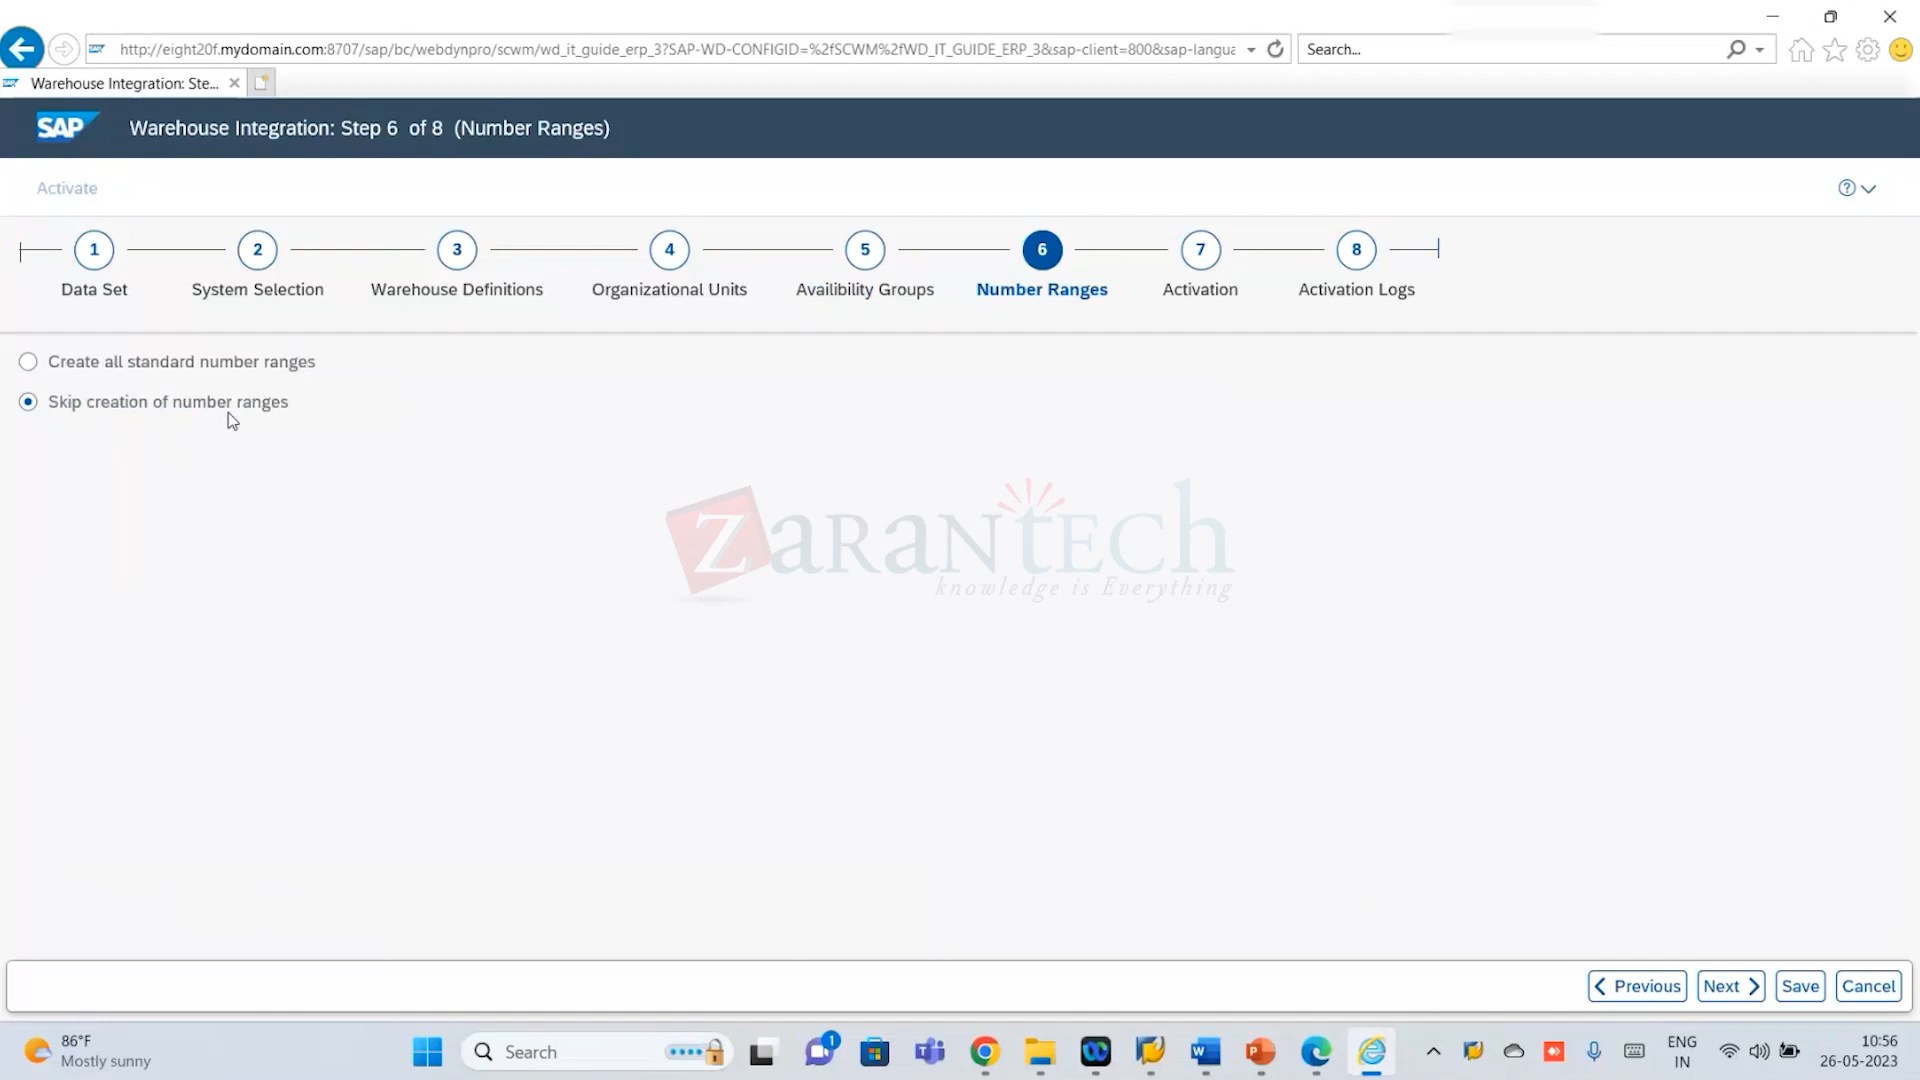 http://eight20f.mydomain.com:8707/sap/bc/webdynpro/scwm/wd_it_guide_erp_3?SAP-WD-CONFIGID=%2fSCWM%2fWD_IT_GUIDE_ERP_3&sap-client=800&sap-langua
Search...
Warehouse Integration: Ste...
SAP
Warehouse Integration: Step 6 of 8 (Number Ranges)
Activate
1
2
3
4
5
6
7
8
Data Set
System Selection
Warehouse Definitions
Organizational Units
Availibility Groups
Number Ranges
Activation
Activation Logs
Create all standard number ranges
Skip creation of number ranges
ZaranTech
knowledge is Everything
Previous
Next
Save
Cancel
86°F
Mostly sunny
Search
1
ENG
IN
10:56
26-05-2023